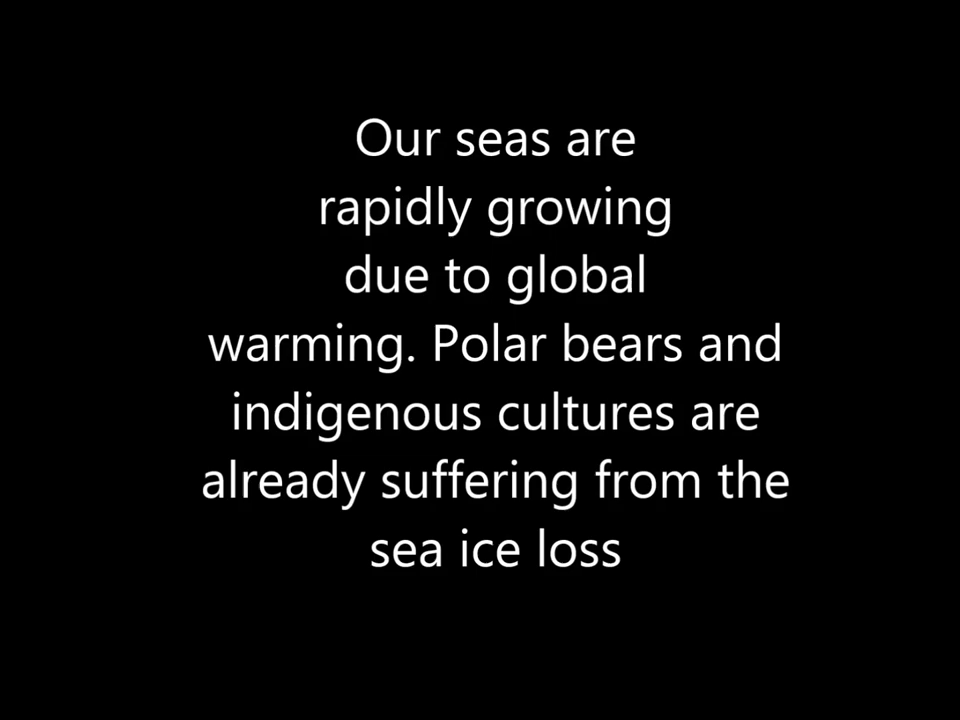 Our seas are
rapidly growing
due to global
warming. Polar bears and
indigenous cultures are
already suffering from the
sea ice loss